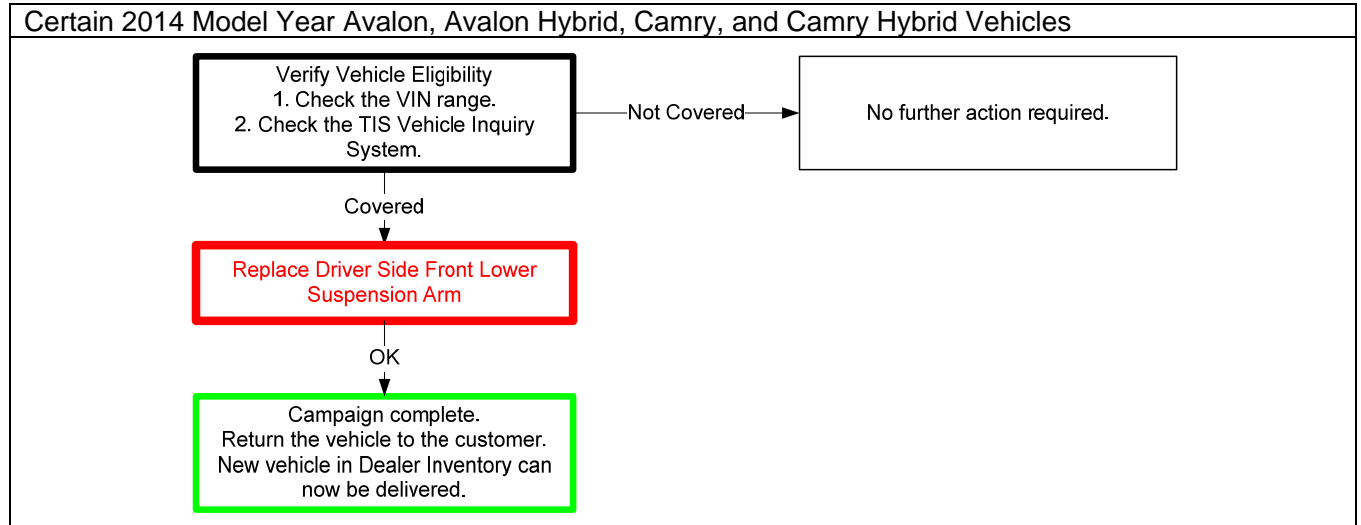 Certain 2014 Model Year Avalon, Avalon Hybrid, Camry, and Camry Hybrid Vehicles
Verify Vehicle Eligibility
1. Check the VIN range.
2. Check the TIS Vehicle Inquiry
System.
Not Covered
No further action required.
Covered
Replace Driver Side Front Lower
Suspension Arm
OK
Campaign complete.
Return the vehicle to the customer.
New vehicle in Dealer Inventory can
now be delivered.